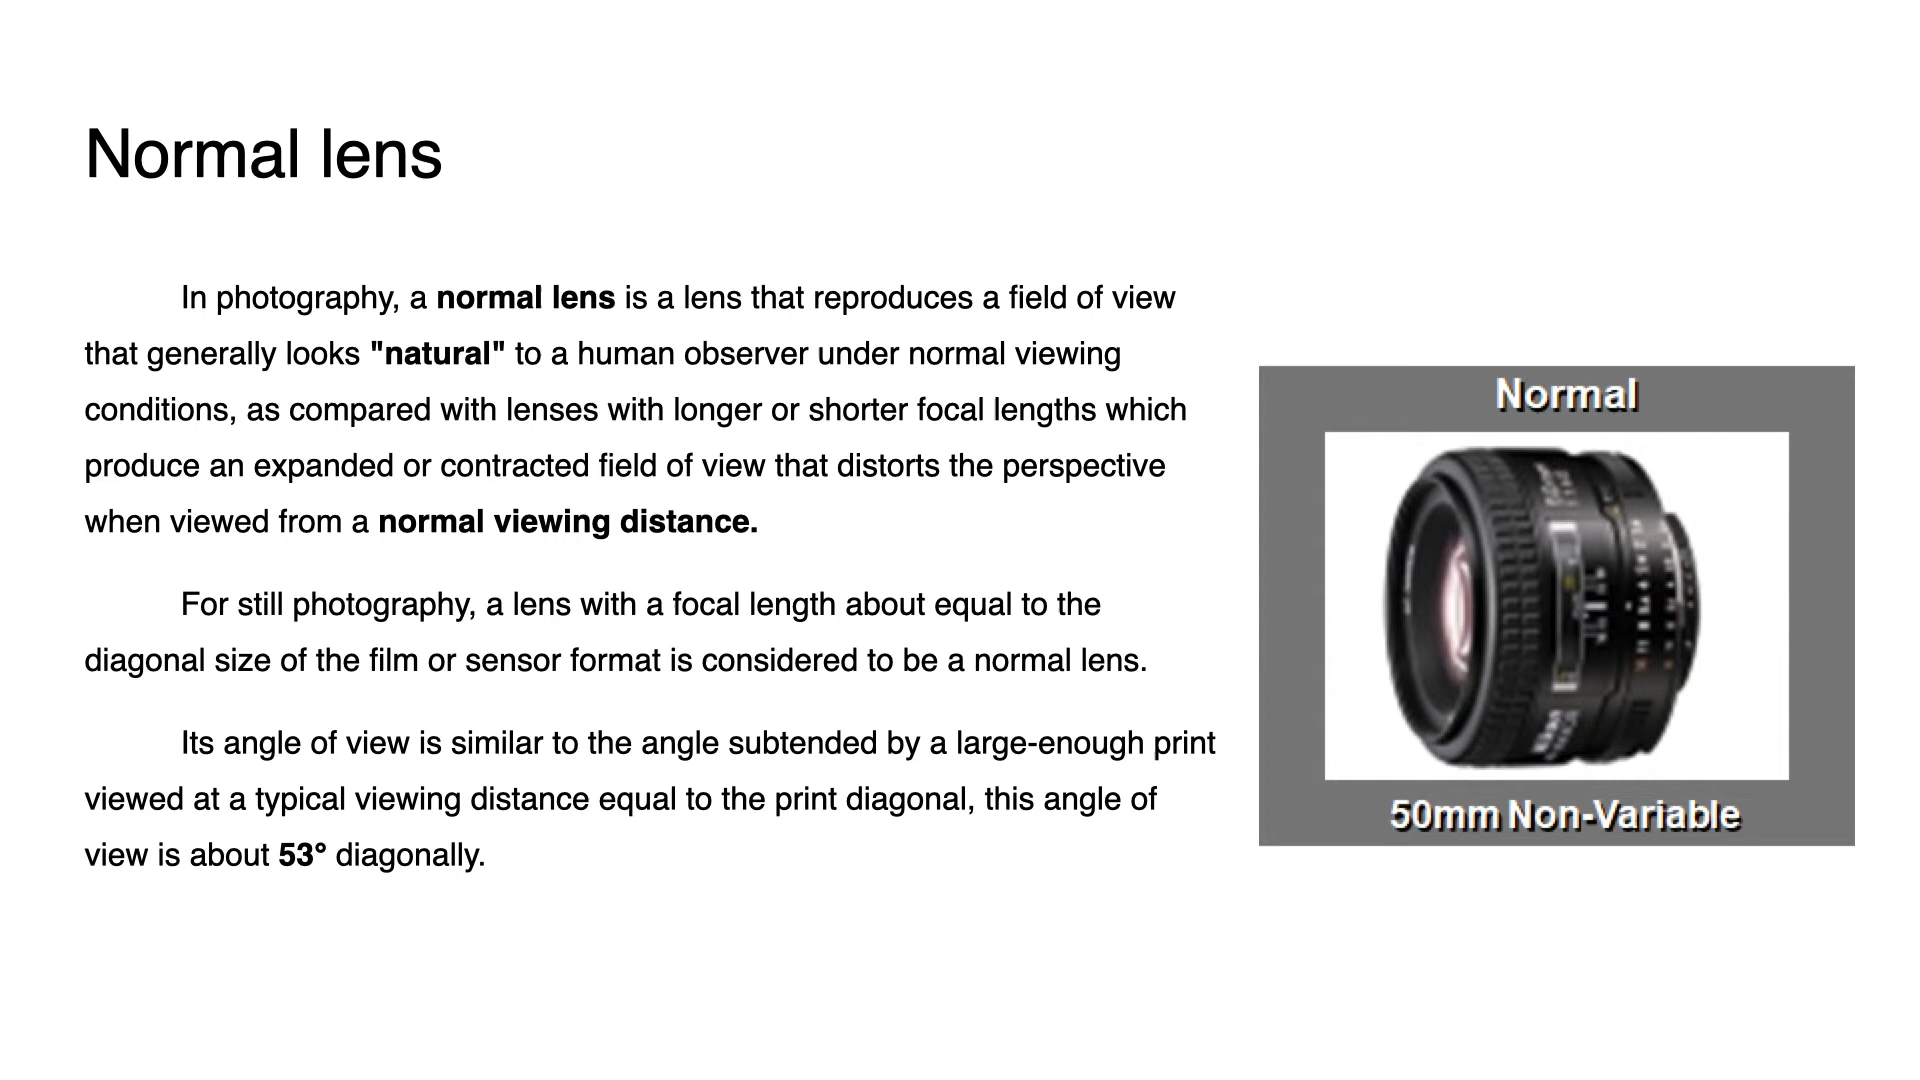 Normal lens
In photography, a normal lens is a lens that reproduces a field of view
that generally looks "natural" to a human observer under normal viewing
conditions, as compared with lenses with longer or shorter focal lengths which
produce an expanded or contracted field of view that distorts the perspective
when viewed from a normal viewing distance.
For still photography, a lens with a focal length about equal to the
diagonal size of the film or sensor format is considered to be a normal lens.
Its angle of view is similar to the angle subtended by a large-enough print
viewed at a typical viewing distance equal to the print diagonal, this angle of
view is about 53° diagonally.
Normal
50mm Non-Variable